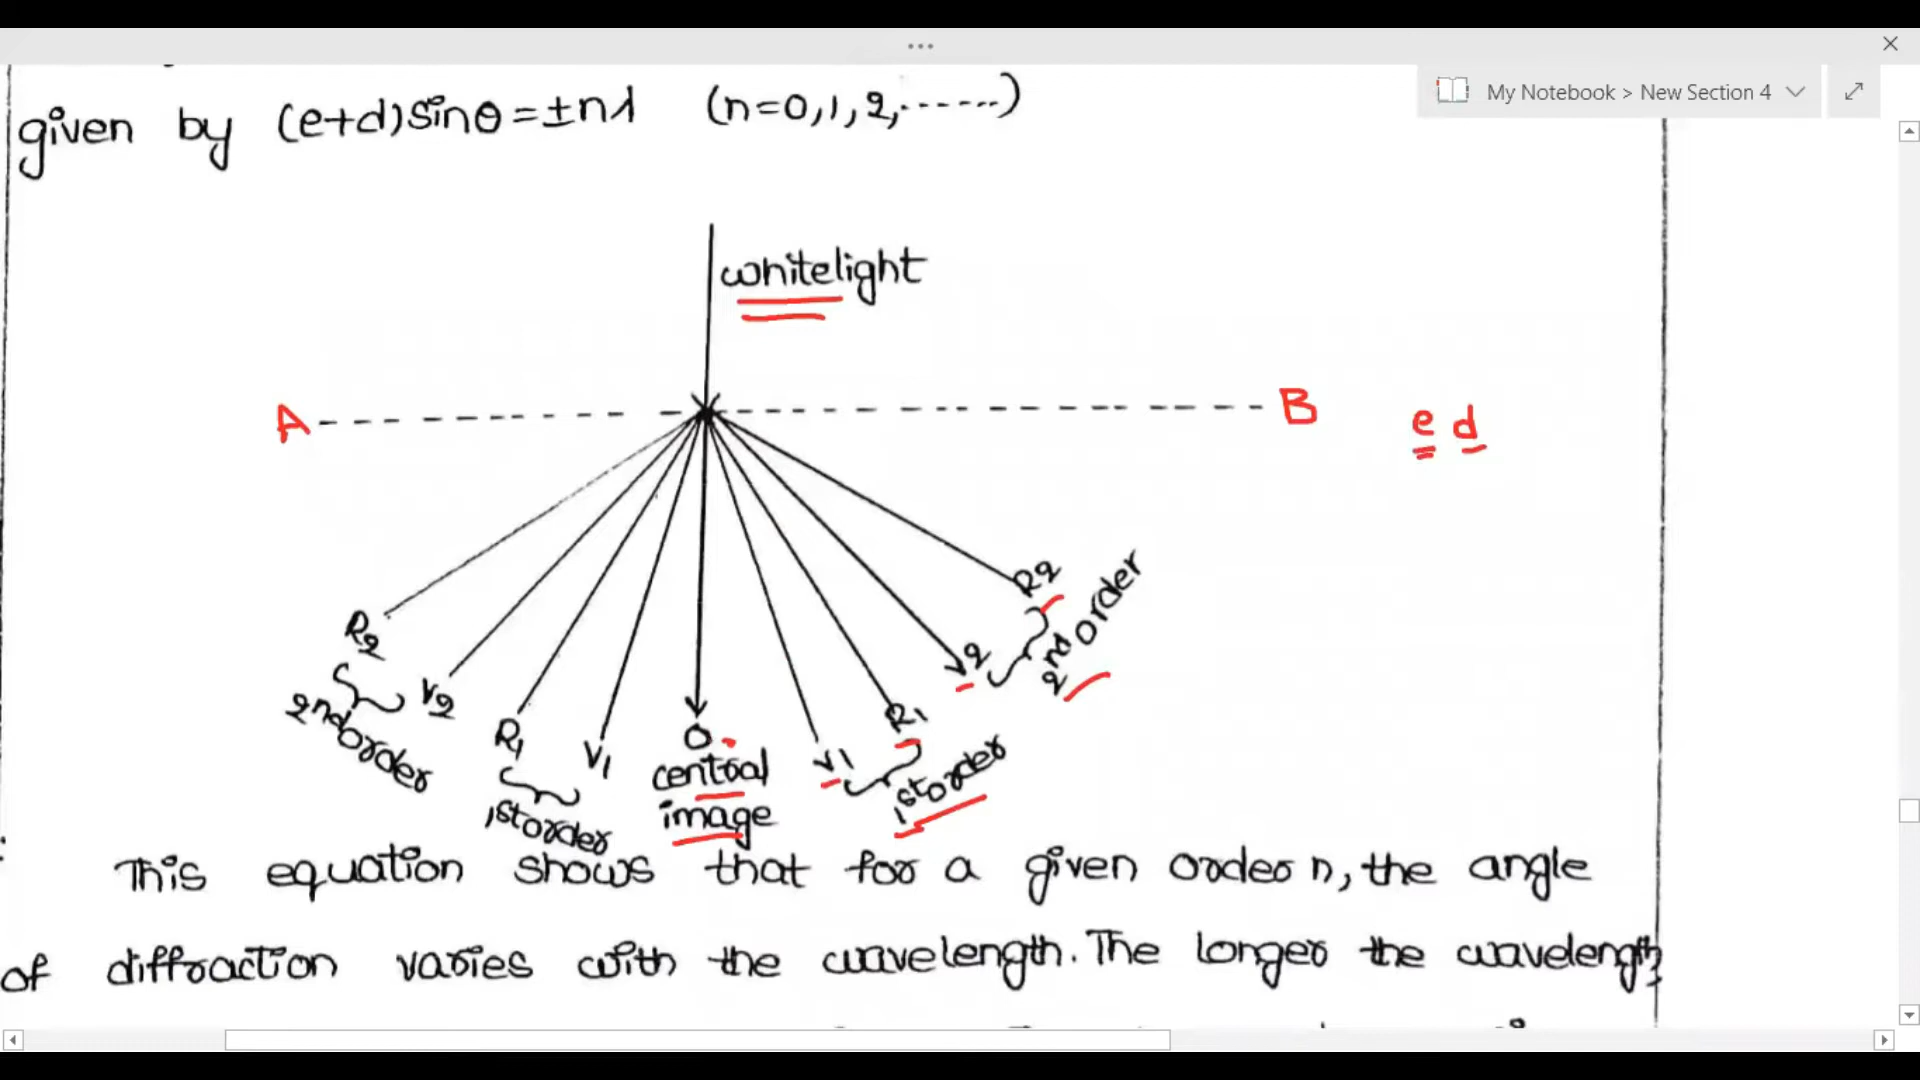 ...
My Notebook > New Section 4
given by (e+d)sinθ=±nλ (n=0,1,2,......)
whitelight
A
B
e d
R2
V2
2nd order
R1
V1
1st order
O
central
image
V1
R1
1st order
V2
R2
2nd order
This equation shows that for a given order n, the angle
of diffraction varies with the wavelength. The longer the wavelength,